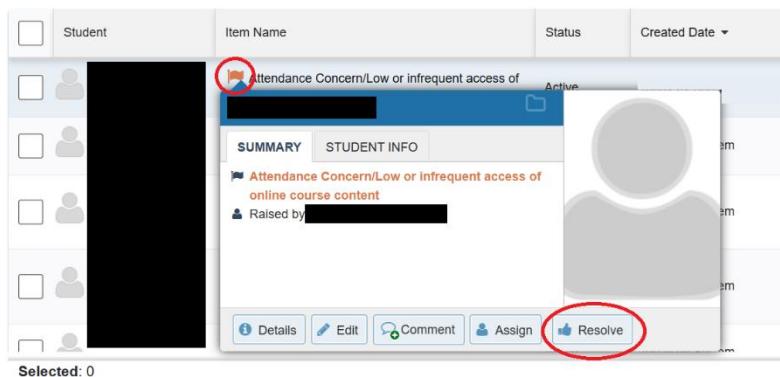 Student Item Name Status Created Date
Attendance Concern/Low or infrequent access of
Active
SUMMARY STUDENT INFO
Attendance Concern/Low or infrequent access of
online course content
Raised by
em
em
em
Details Edit Comment Assign Resolve
Selected: 0